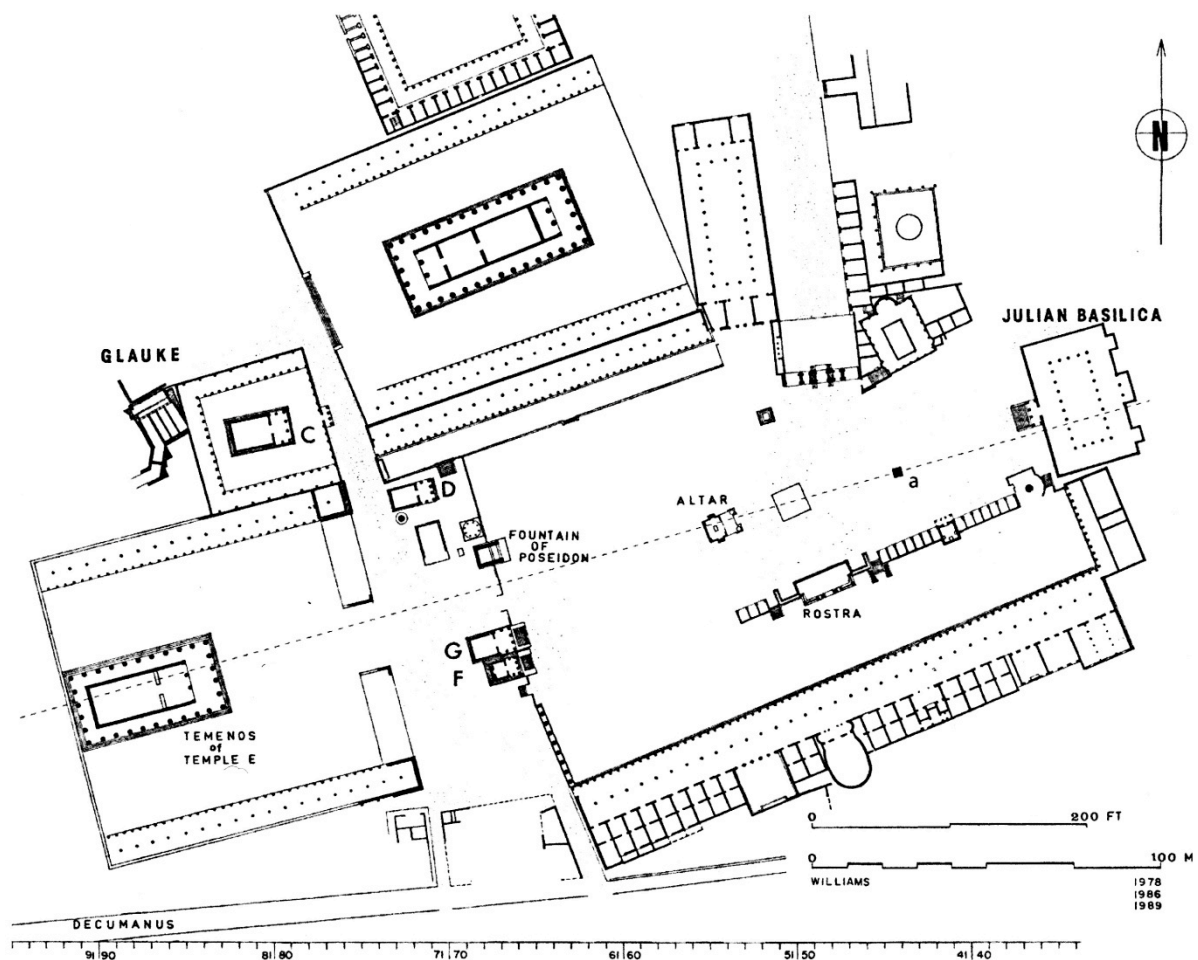 N
JULIAN BASILICA
GLAUKE
C
D
a
ALTAR
FOUNTAIN
OF
POSEIDON
ROSTRA
G
F
TEMENOS
of
TEMPLE E
0 200 FT
0 100 M
WILLIAMS 1978
1986
1989
DECUMANUS
91 90 81 80 71 70 61 60 51 50 41 40